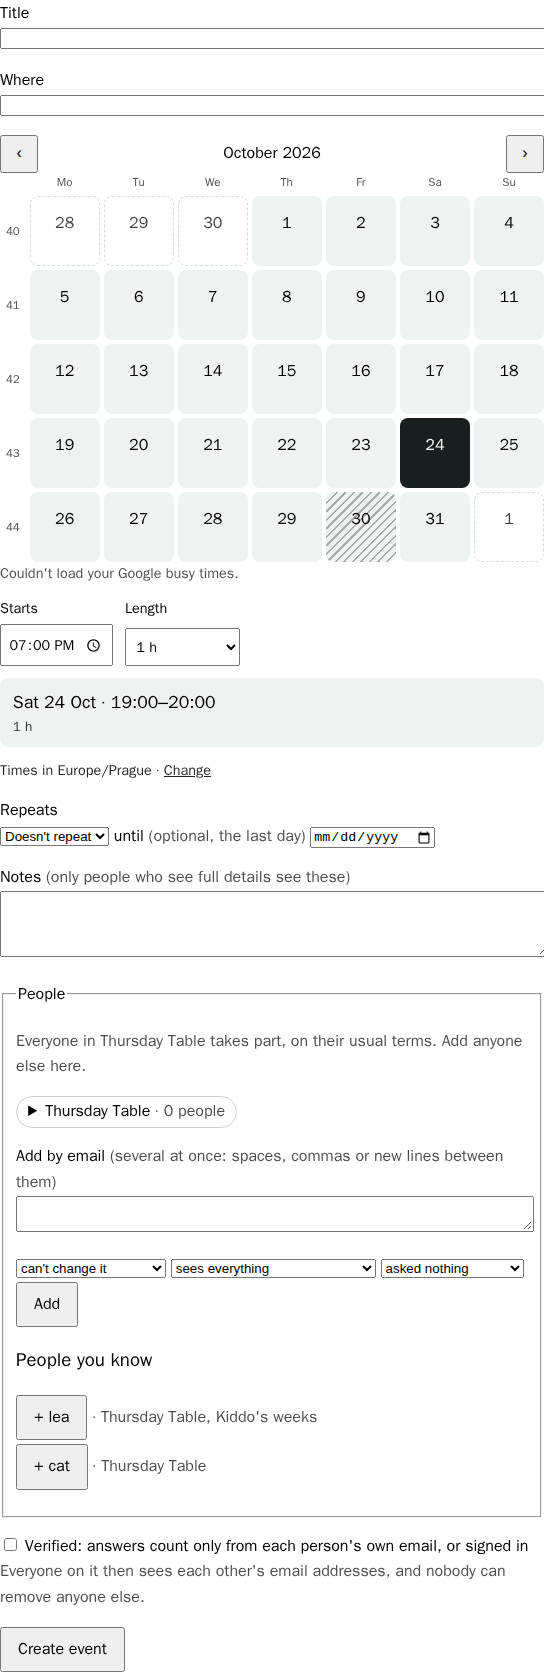 Title
Where
‹ October 2026 ›
Mo Tu We Th Fr Sa Su
40 28 29 30 1 2 3 4
41 5 6 7 8 9 10 11
42 12 13 14 15 16 17 18
43 19 20 21 22 23 24 25
44 26 27 28 29 30 31 1
Couldn't load your Google busy times.
Starts Length
07:00 PM 1 h
Sat 24 Oct · 19:00–20:00
1 h
Times in Europe/Prague · Change
Repeats
Doesn't repeat until (optional, the last day) mm/dd/yyyy
Notes (only people who see full details see these)
People
Everyone in Thursday Table takes part, on their usual terms. Add anyone
else here.
▶ Thursday Table · 0 people
Add by email (several at once: spaces, commas or new lines between
them)
can't change it sees everything asked nothing
Add
People you know
+ lea · Thursday Table, Kiddo's weeks
+ cat · Thursday Table
Verified: answers count only from each person's own email, or signed in
Everyone on it then sees each other's email addresses, and nobody can
remove anyone else.
Create event